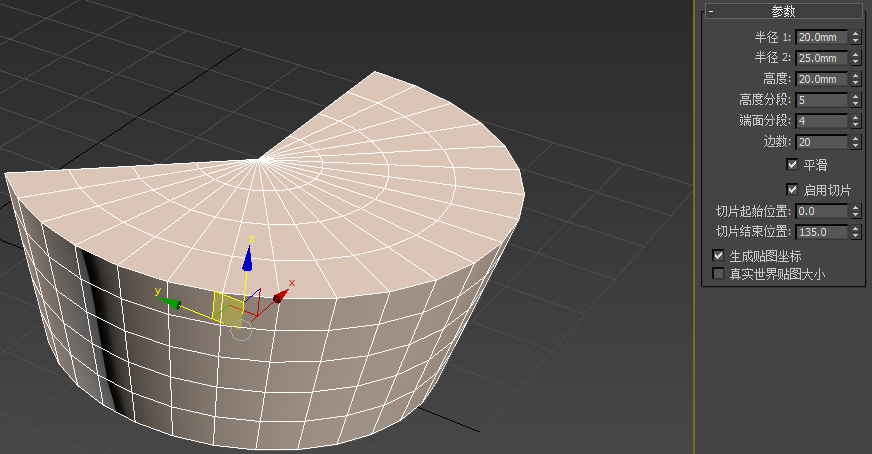 - 参数
半径 1: 20.0mm
半径 2: 25.0mm
高度: 20.0mm
高度分段: 5
端面分段: 4
边数: 20
平滑
启用切片
切片起始位置: 0.0
切片结束位置: 135.0
生成贴图坐标
真实世界贴图大小
z
x
y